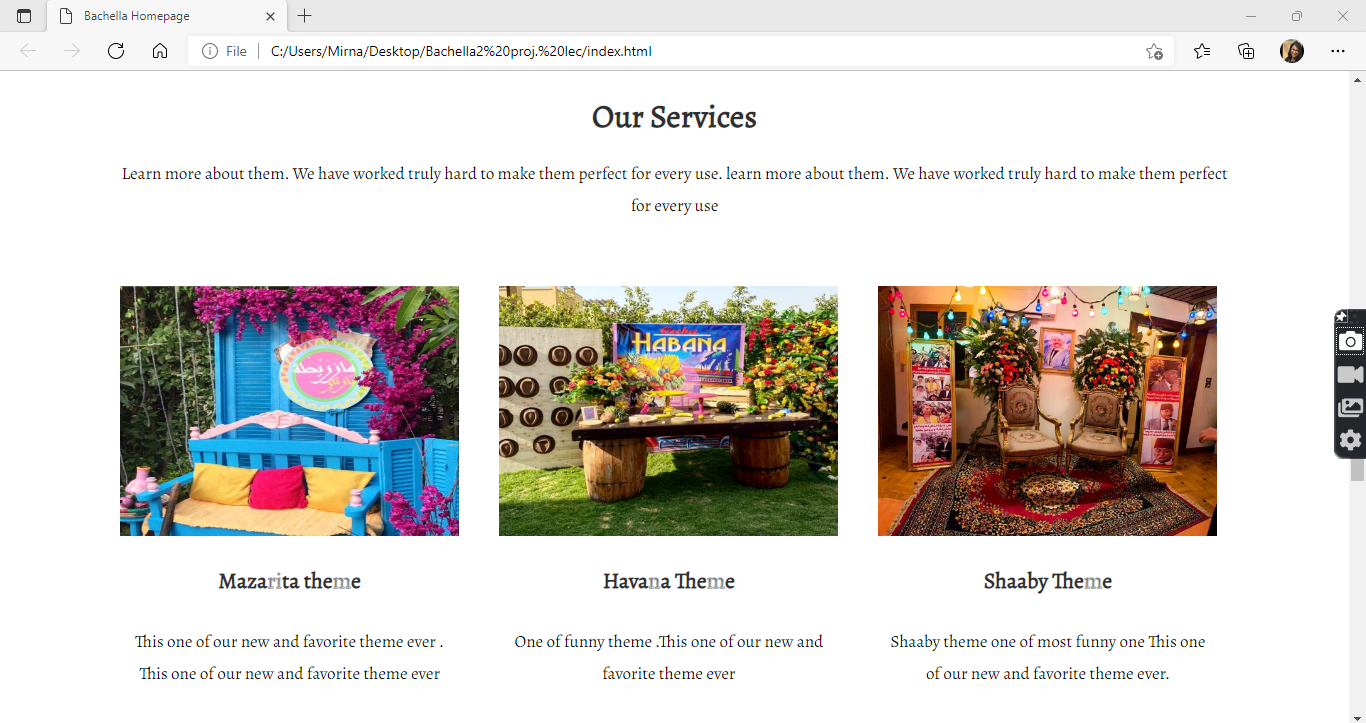 Bachella Homepage
File
C:/Users/Mirna/Desktop/Bachella2%20proj.%20lec/index.html
Our Services
Learn more about them. We have worked truly hard to make them perfect for every use. learn more about them. We have worked truly hard to make them perfect
for every use
HABANA
Mazarita theme
Havana Theme
Shaaby Theme
This one of our new and favorite theme ever .
This one of our new and favorite theme ever
One of funny theme .This one of our new and
favorite theme ever
Shaaby theme one of most funny one This one
of our new and favorite theme ever.